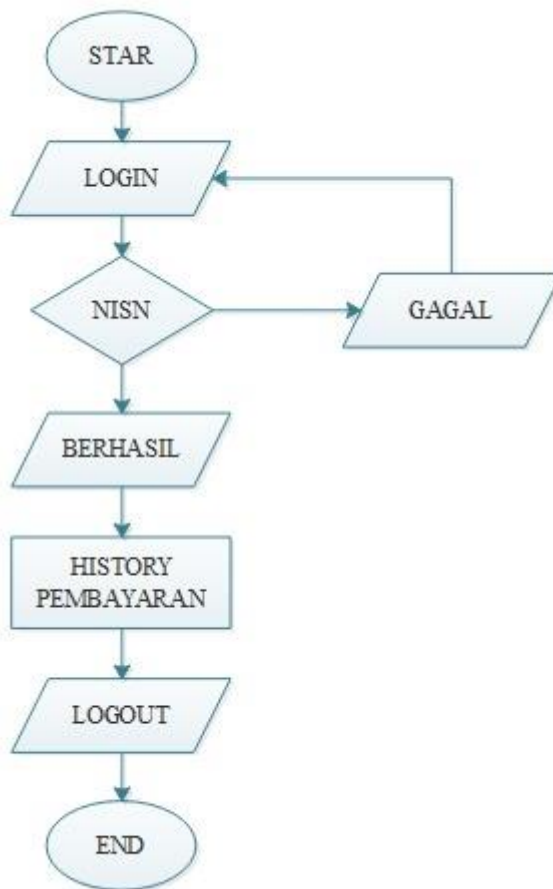 STAR
LOGIN
NISN
GAGAL
BERHASIL
HISTORY
PEMBAYARAN
LOGOUT
END